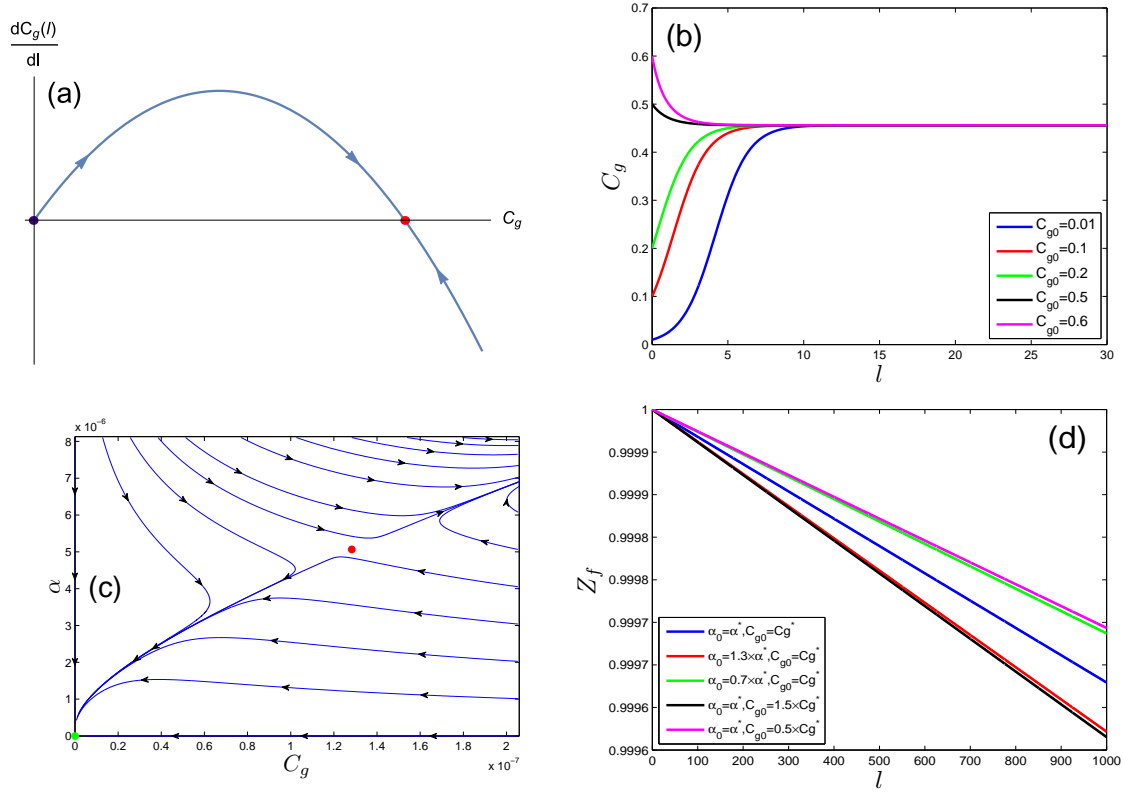 dC_g(l)
dl
(a)
C_g
(b)
0.7
0.6
0.5
0.4
0.3
0.2
0.1
0
C_g
0 5 10 15 20 25 30
l
C_g0=0.01
C_g0=0.1
C_g0=0.2
C_g0=0.5
C_g0=0.6
x 10^-6
8
7
6
5
4
3
2
1
0
α
(c)
0 0.2 0.4 0.6 0.8 1 1.2 1.4 1.6 1.8 2
x 10^-7
C_g
(d)
1
0.9999
0.9999
0.9998
0.9998
0.9997
0.9997
0.9996
0.9996
Z_f
0 100 200 300 400 500 600 700 800 900 1000
l
α_0=α^*,C_g0=Cg^*
α_0=1.3×α^*,C_g0=Cg^*
α_0=0.7×α^*,C_g0=Cg^*
α_0=α^*,C_g0=1.5×Cg^*
α_0=α^*,C_g0=0.5×Cg^*